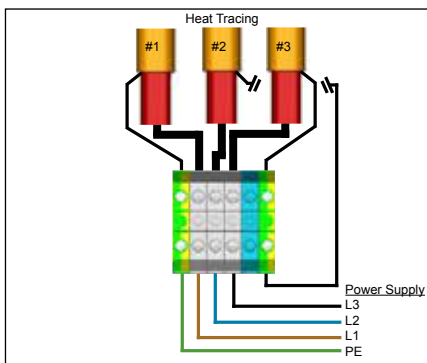 Heat Tracing
#1
#2
#3
Power Supply
L3
L2
L1
PE